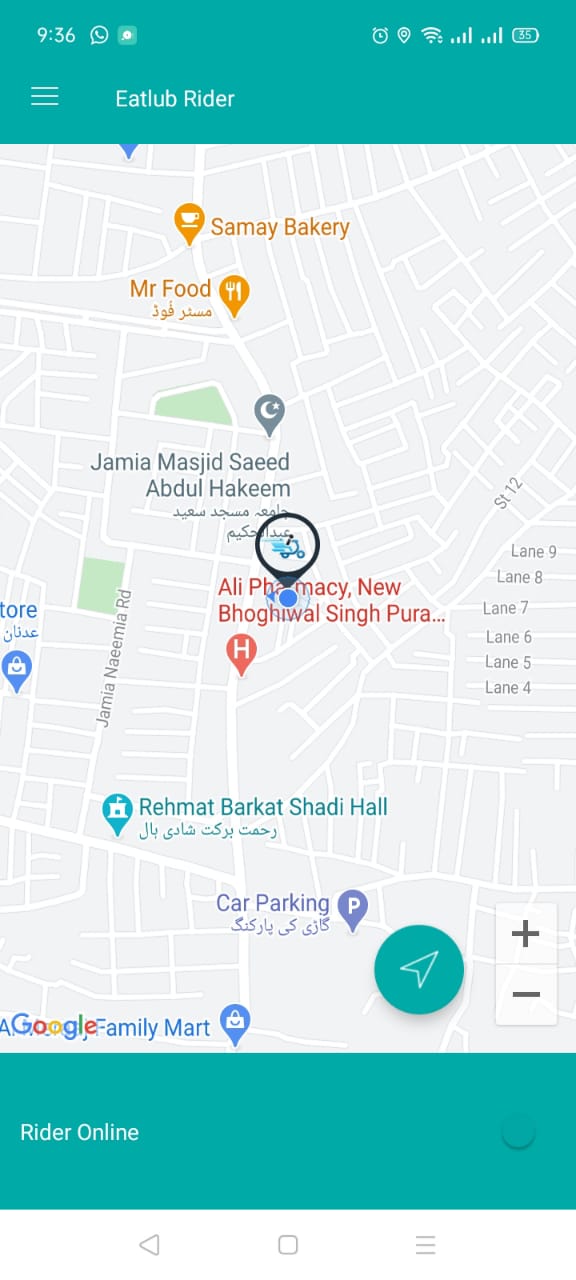 9:36
35
Eatlub Rider
Samay Bakery
Mr Food
مسٹر فُوڈ
Jamia Masjid Saeed
Abdul Hakeem
جامعہ مسجد سعید
عبدالحکیم
St 12
Lane 9
Lane 8
Ali Pharmacy, New
Bhoghiwal Singh Pura...
Lane 7
tore
عدنان
Lane 6
H
Lane 5
Lane 4
Jamia Naeemia Rd
Rehmat Barkat Shadi Hall
رحمت برکت شادی ہال
Car Parking
P
گاڑی کی پارکنگ
+
−
Google
Family Mart
Rider Online